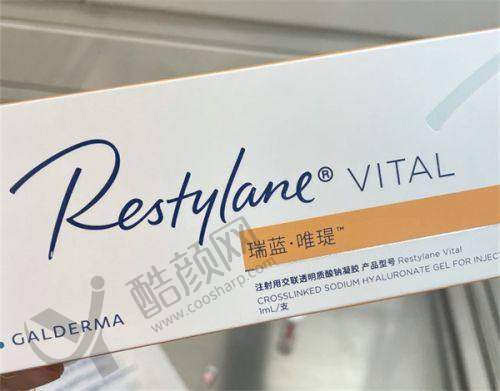 Restylane® VITAL
瑞蓝·唯瑅™
注射用交联透明质酸钠凝胶 产品型号 Restylane Vital
CROSSLINKED SODIUM HYALURONATE GEL FOR INJEC
1mL/支
GALDERMA
酷颜网
www.coosharp.com